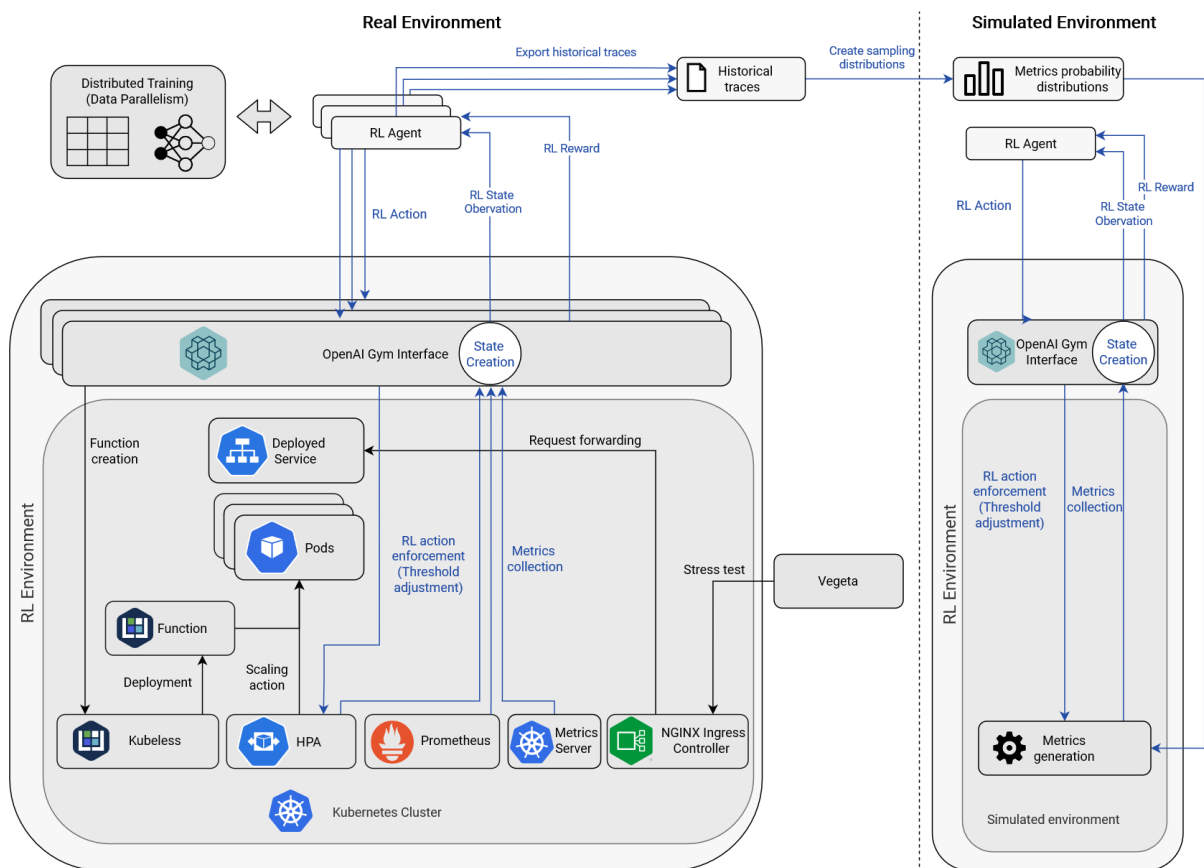 Real Environment
Simulated Environment
Export historical traces
Create sampling
distributions
Distributed Training
(Data Parallelism)
Historical
traces
Metrics probability
distributions
RL Agent
RL Agent
RL Reward
RL Reward
RL State
Obervation
RL State
Obervation
RL Action
RL Action
OpenAI Gym Interface
State
Creation
OpenAI Gym
Interface
State
Creation
Function
creation
Deployed
Service
Request forwarding
Pods
RL action
enforcement
(Threshold
adjustment)
Metrics
collection
RL action
enforcement
(Threshold
adjustment)
Metrics
collection
RL Environment
RL Environment
Stress test
Vegeta
Function
Deployment
Scaling
action
Kubeless
HPA
Prometheus
Metrics
Server
NGINX Ingress
Controller
Metrics
generation
Kubernetes Cluster
Simulated environment